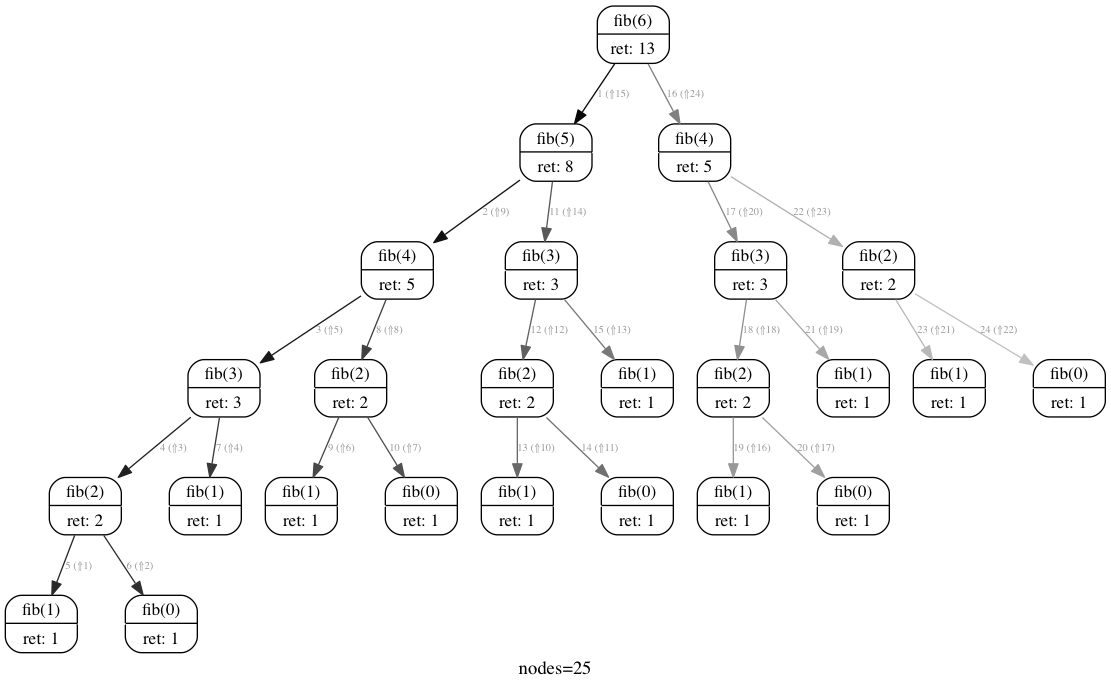 fib(6)
ret: 13
1 (⇑15)
16 (⇑24)
fib(5)
ret: 8
fib(4)
ret: 5
2 (⇑9)
11 (⇑14)
17 (⇑20)
22 (⇑23)
fib(4)
ret: 5
fib(3)
ret: 3
fib(3)
ret: 3
fib(2)
ret: 2
3 (⇑5)
8 (⇑8)
12 (⇑12)
15 (⇑13)
18 (⇑18)
21 (⇑19)
23 (⇑21)
24 (⇑22)
fib(3)
ret: 3
fib(2)
ret: 2
fib(2)
ret: 2
fib(1)
ret: 1
fib(2)
ret: 2
fib(1)
ret: 1
fib(1)
ret: 1
fib(0)
ret: 1
4 (⇑3)
7 (⇑4)
9 (⇑6)
10 (⇑7)
13 (⇑10)
14 (⇑11)
19 (⇑16)
20 (⇑17)
fib(2)
ret: 2
fib(1)
ret: 1
fib(1)
ret: 1
fib(0)
ret: 1
fib(1)
ret: 1
fib(0)
ret: 1
fib(1)
ret: 1
fib(0)
ret: 1
5 (⇑1)
6 (⇑2)
fib(1)
ret: 1
fib(0)
ret: 1
nodes=25